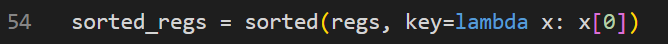 54 sorted_regs = sorted(regs, key=lambda x: x[0])